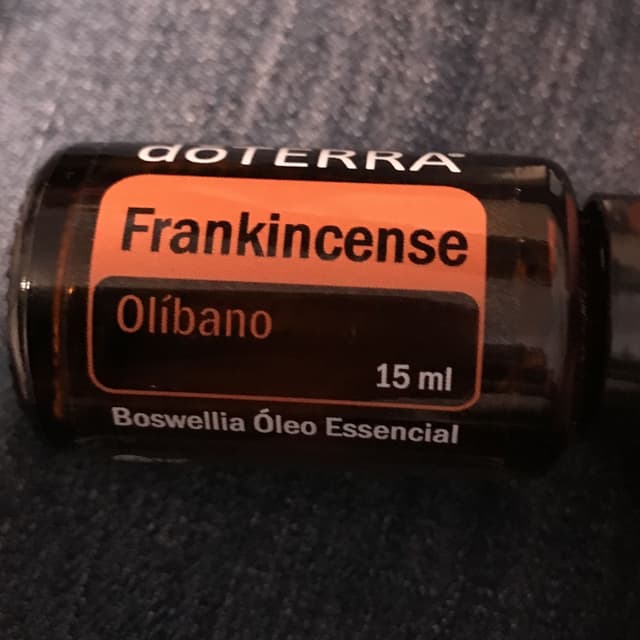 dōTERRA
Frankincense
Olíbano
15 ml
Boswellia Óleo Essencial